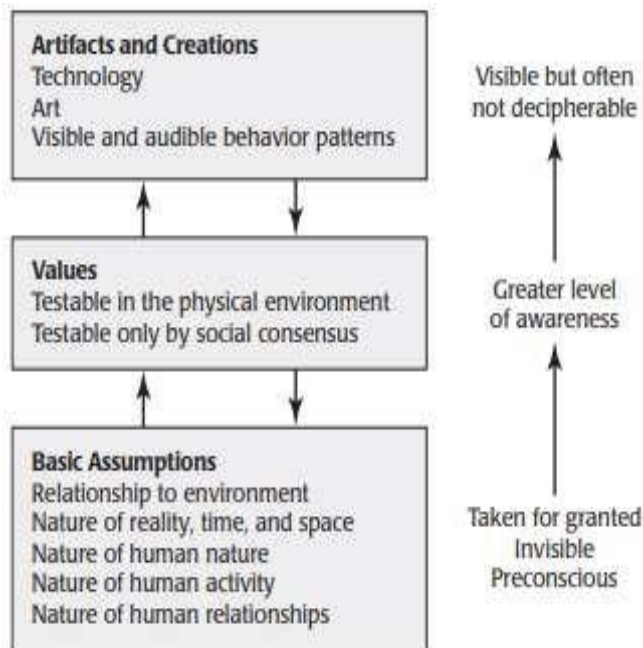 Artifacts and Creations
Technology
Art
Visible and audible behavior patterns
Visible but often
not decipherable
Values
Testable in the physical environment
Testable only by social consensus
Greater level
of awareness
Basic Assumptions
Relationship to environment
Nature of reality, time, and space
Nature of human nature
Nature of human activity
Nature of human relationships
Taken for granted
Invisible
Preconscious